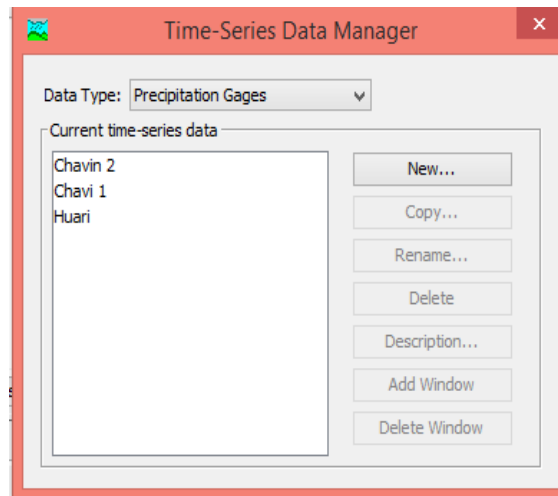 Time-Series Data Manager
x
Data Type: Precipitation Gages
Current time-series data
Chavin 2
Chavi 1
Huari
New...
Copy...
Rename...
Delete
Description...
Add Window
Delete Window